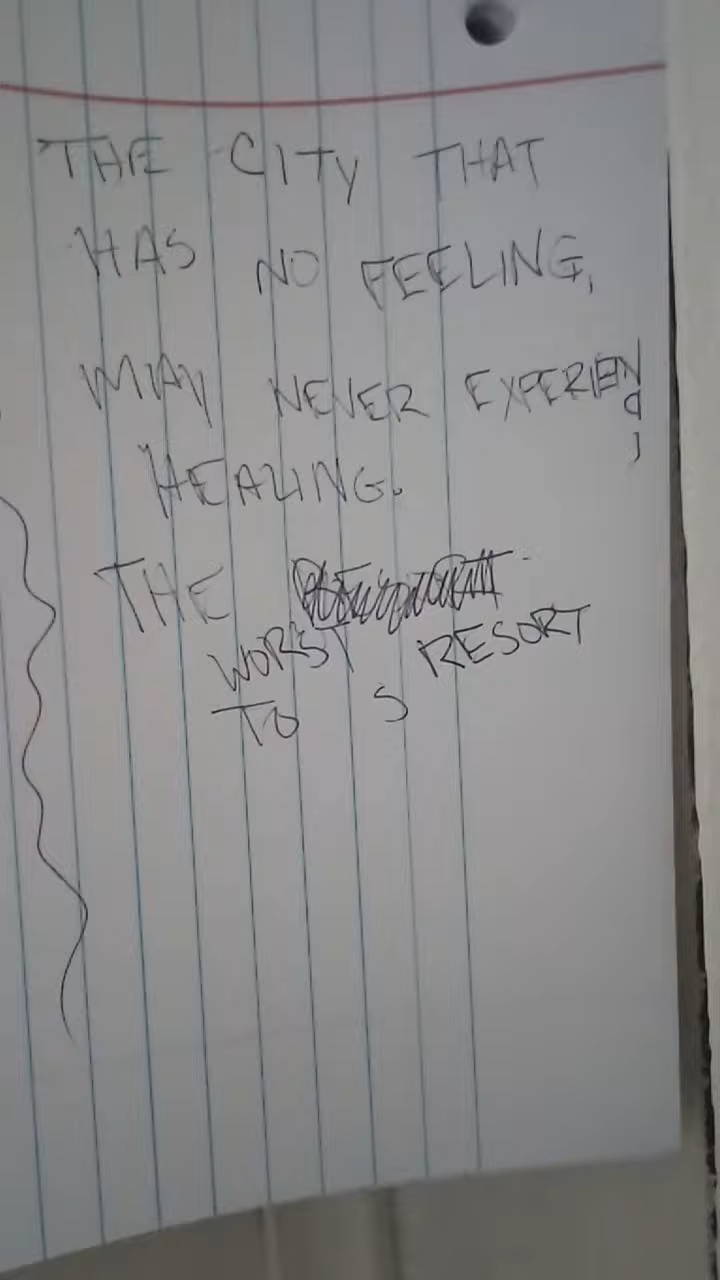 THE CITY THAT
HAS NO FEELING,
MAY NEVER EXPERIEN
HEALING.
THE
WORST RESORT
TO S